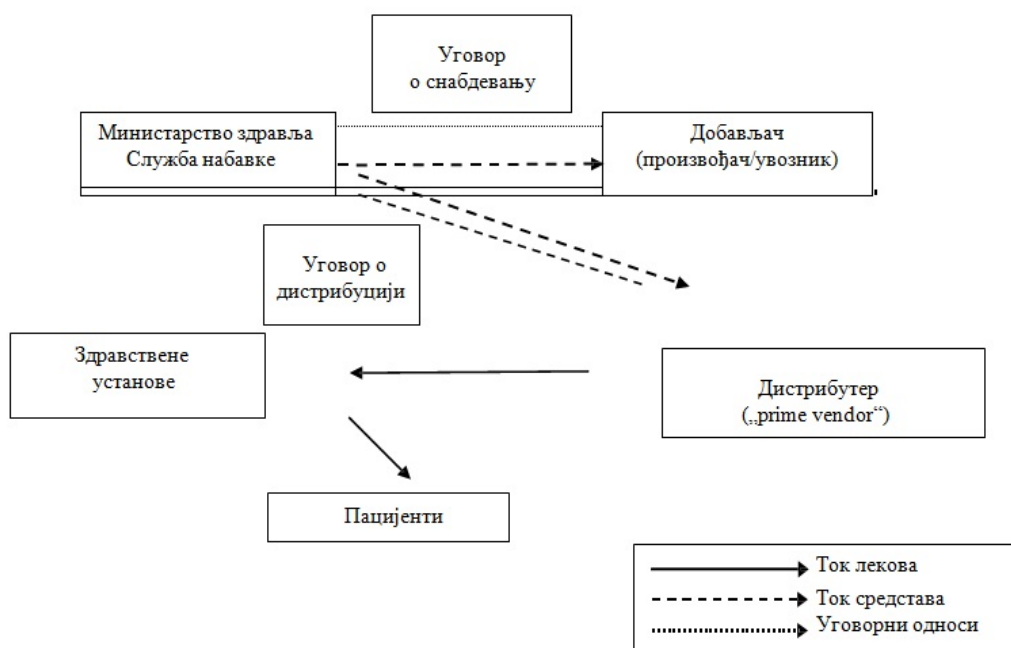 Уговор
о снабдевању
Министарство здравља
Служба набавке
Добављач
(произвођач/увозник)
Уговор о
дистрибуцији
Здравствене
установе
Дистрибутер
(„prime vendor“)
Пацијенти
Ток лекова
Ток средстава
Уговорни односи